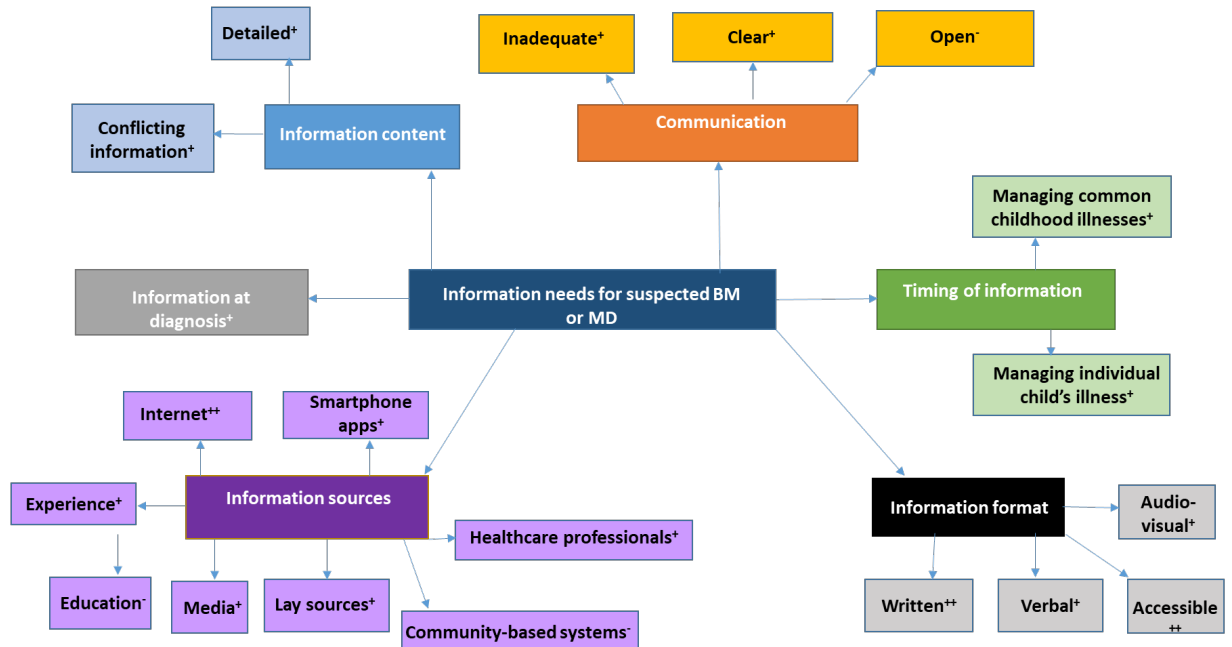 Detailed⁺
Inadequate⁺
Clear⁺
Open⁻
Conflicting
information⁺
Information content
Communication
Managing common
childhood illnesses⁺
Information at
diagnosis⁺
Information needs for suspected BM
or MD
Timing of information
Managing individual
child's illness⁺
Internet⁺⁺
Smartphone
apps⁺
Experience⁺
Information sources
Healthcare professionals⁺
Information format
Audio-
visual⁺
Education⁻
Media⁺
Lay sources⁺
Community-based systems⁻
Written⁺⁺
Verbal⁺
Accessible
⁺⁺